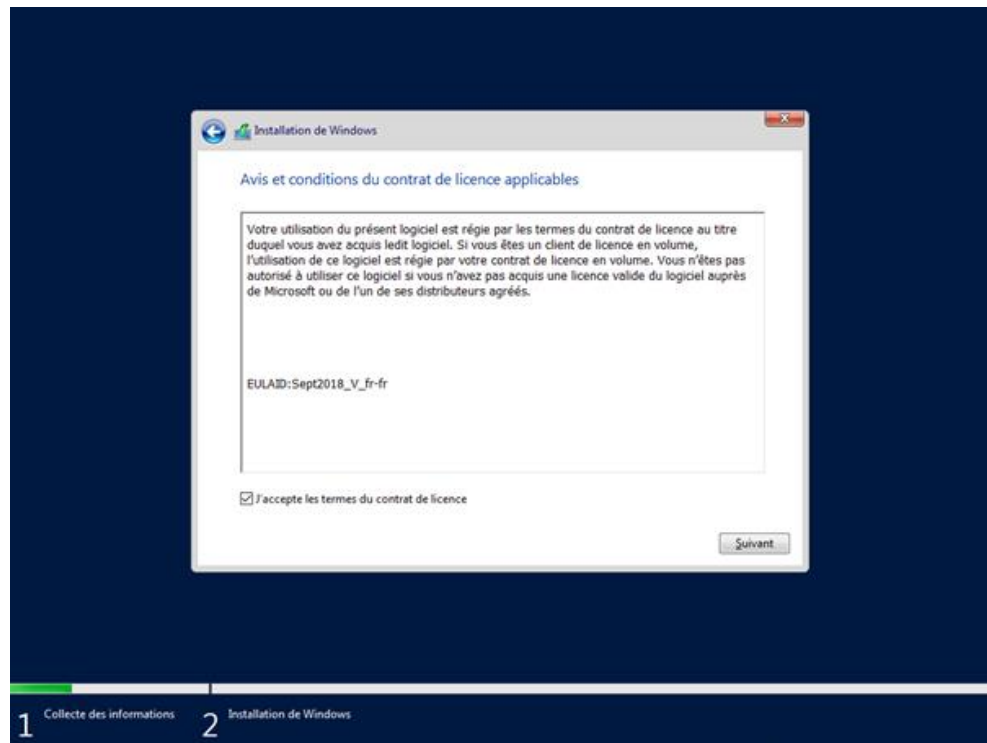 Installation de Windows
Avis et conditions du contrat de licence applicables
Votre utilisation du présent logiciel est régie par les termes du contrat de licence au titre
duquel vous avez acquis ledit logiciel. Si vous êtes un client de licence en volume,
l'utilisation de ce logiciel est régie par votre contrat de licence en volume. Vous n'êtes pas
autorisé à utiliser ce logiciel si vous n'avez pas acquis une licence valide du logiciel auprès
de Microsoft ou de l'un de ses distributeurs agréés.
EULAID:Sept2018_V_fr-fr
J'accepte les termes du contrat de licence
Suivant
1 Collecte des informations 2 Installation de Windows